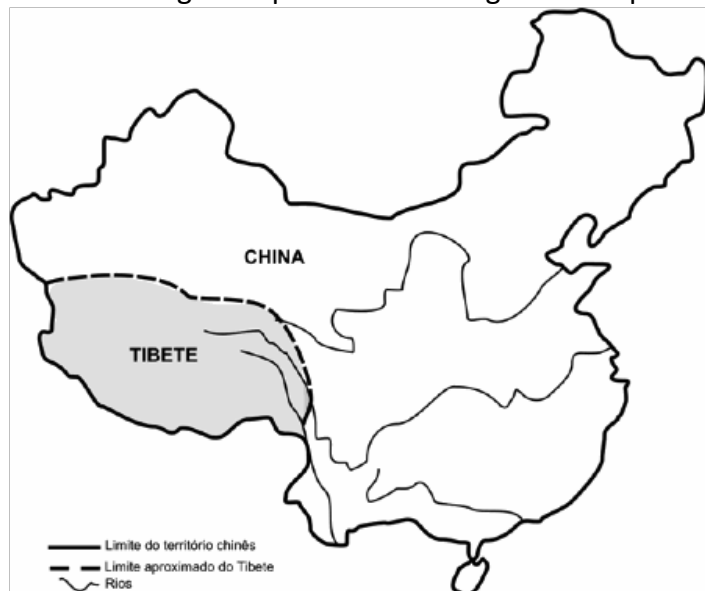 CHINA
TIBETE
Limite do território chinês
Limite aproximado do Tibete
Rios